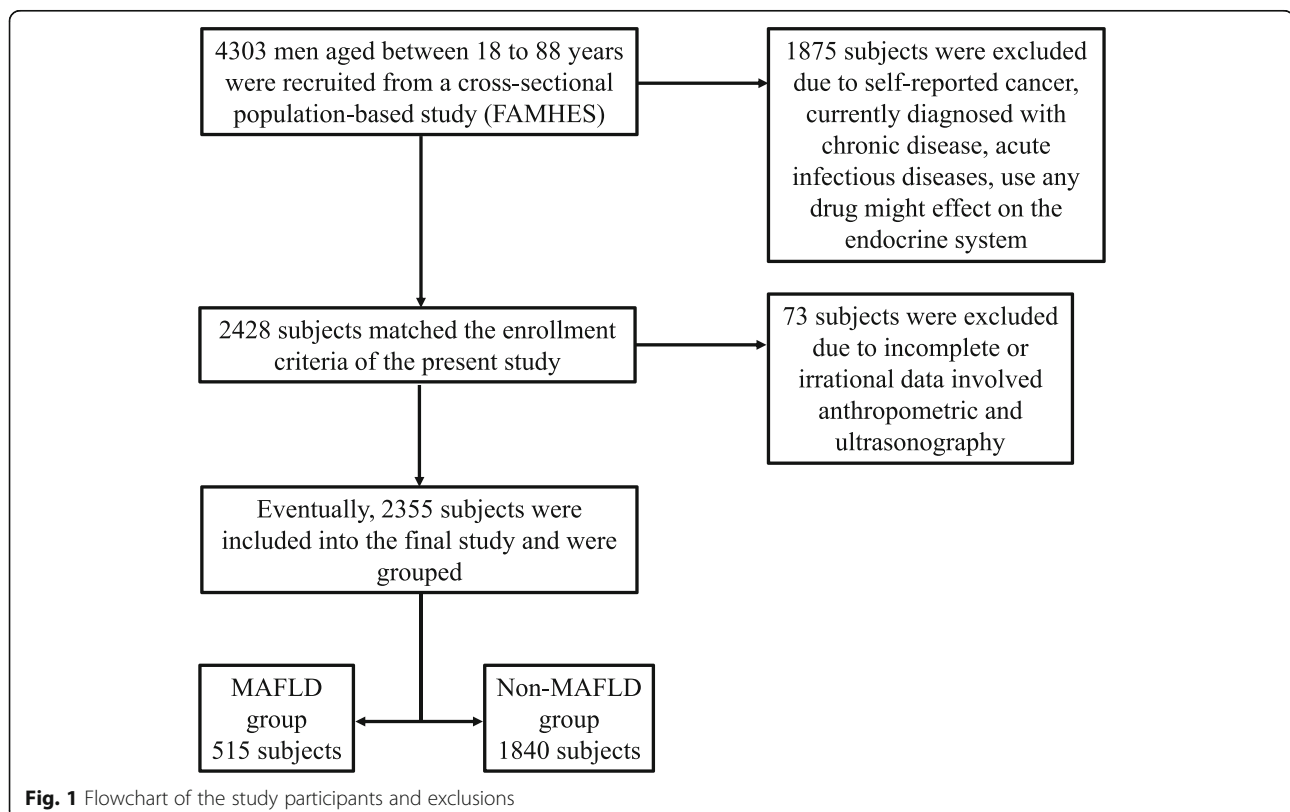 4303 men aged between 18 to 88 years
were recruited from a cross-sectional
population-based study (FAMHES)
1875 subjects were excluded
due to self-reported cancer,
currently diagnosed with
chronic disease, acute
infectious diseases, use any
drug might effect on the
endocrine system
2428 subjects matched the enrollment
criteria of the present study
73 subjects were excluded
due to incomplete or
irrational data involved
anthropometric and
ultrasonography
Eventually, 2355 subjects were
included into the final study and were
grouped
MAFLD
group
515 subjects
Non-MAFLD
group
1840 subjects
Fig. 1 Flowchart of the study participants and exclusions